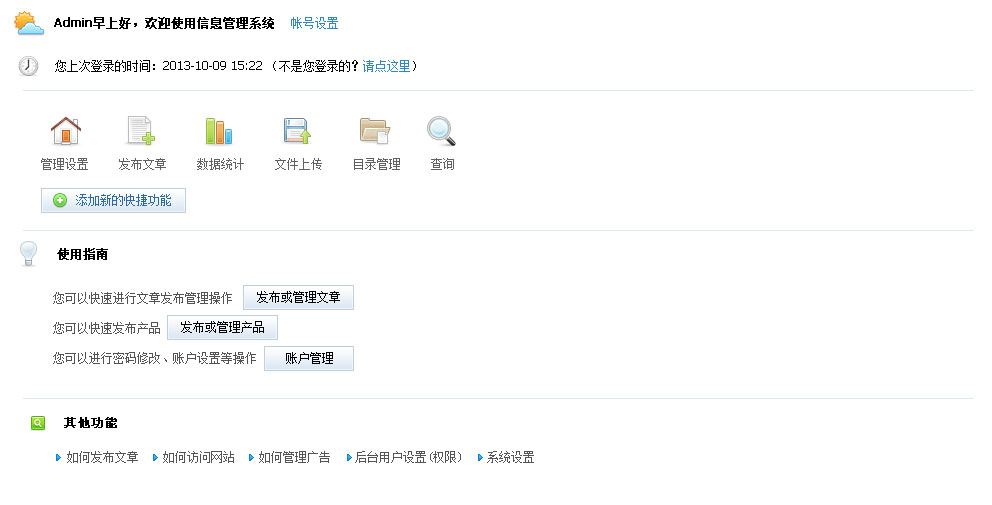 Admin早上好，欢迎使用信息管理系统 帐号设置
您上次登录的时间：2013-10-09 15:22 （不是您登录的？请点这里）
管理设置 发布文章 数据统计 文件上传 目录管理 查询
添加新的快捷功能
使用指南
您可以快速进行文章发布管理操作 发布或管理文章
您可以快速发布产品 发布或管理产品
您可以进行密码修改、账户设置等操作 账户管理
其他功能
如何发布文章 如何访问网站 如何管理广告 后台用户设置(权限) 系统设置